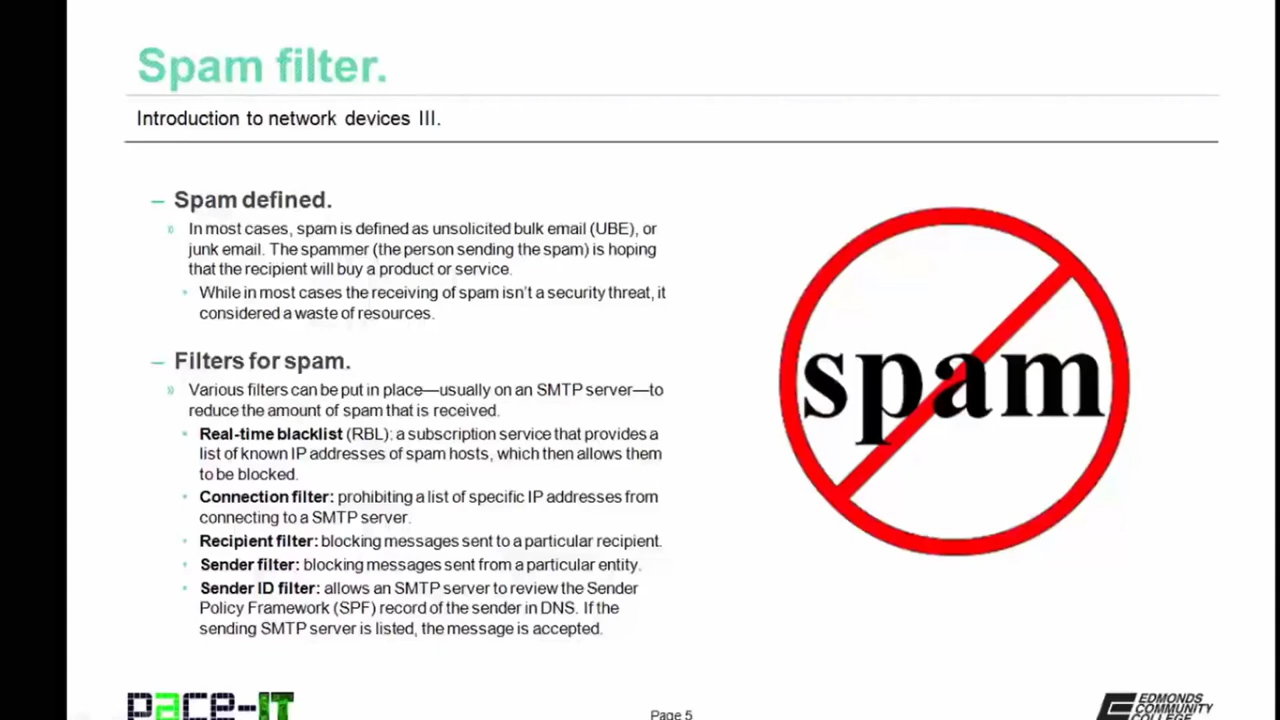 Spam filter.
Introduction to network devices III.
– Spam defined.
» In most cases, spam is defined as unsolicited bulk email (UBE), or
junk email. The spammer (the person sending the spam) is hoping
that the recipient will buy a product or service.
• While in most cases the receiving of spam isn't a security threat, it
considered a waste of resources.
– Filters for spam.
» Various filters can be put in place—usually on an SMTP server—to
reduce the amount of spam that is received.
• Real-time blacklist (RBL): a subscription service that provides a
list of known IP addresses of spam hosts, which then allows them
to be blocked.
• Connection filter: prohibiting a list of specific IP addresses from
connecting to a SMTP server.
• Recipient filter: blocking messages sent to a particular recipient.
• Sender filter: blocking messages sent from a particular entity.
• Sender ID filter: allows an SMTP server to review the Sender
Policy Framework (SPF) record of the sender in DNS. If the
sending SMTP server is listed, the message is accepted.
spam
pace-IT
Page 5
EDMONDS
COMMUNITY
COLLEGE